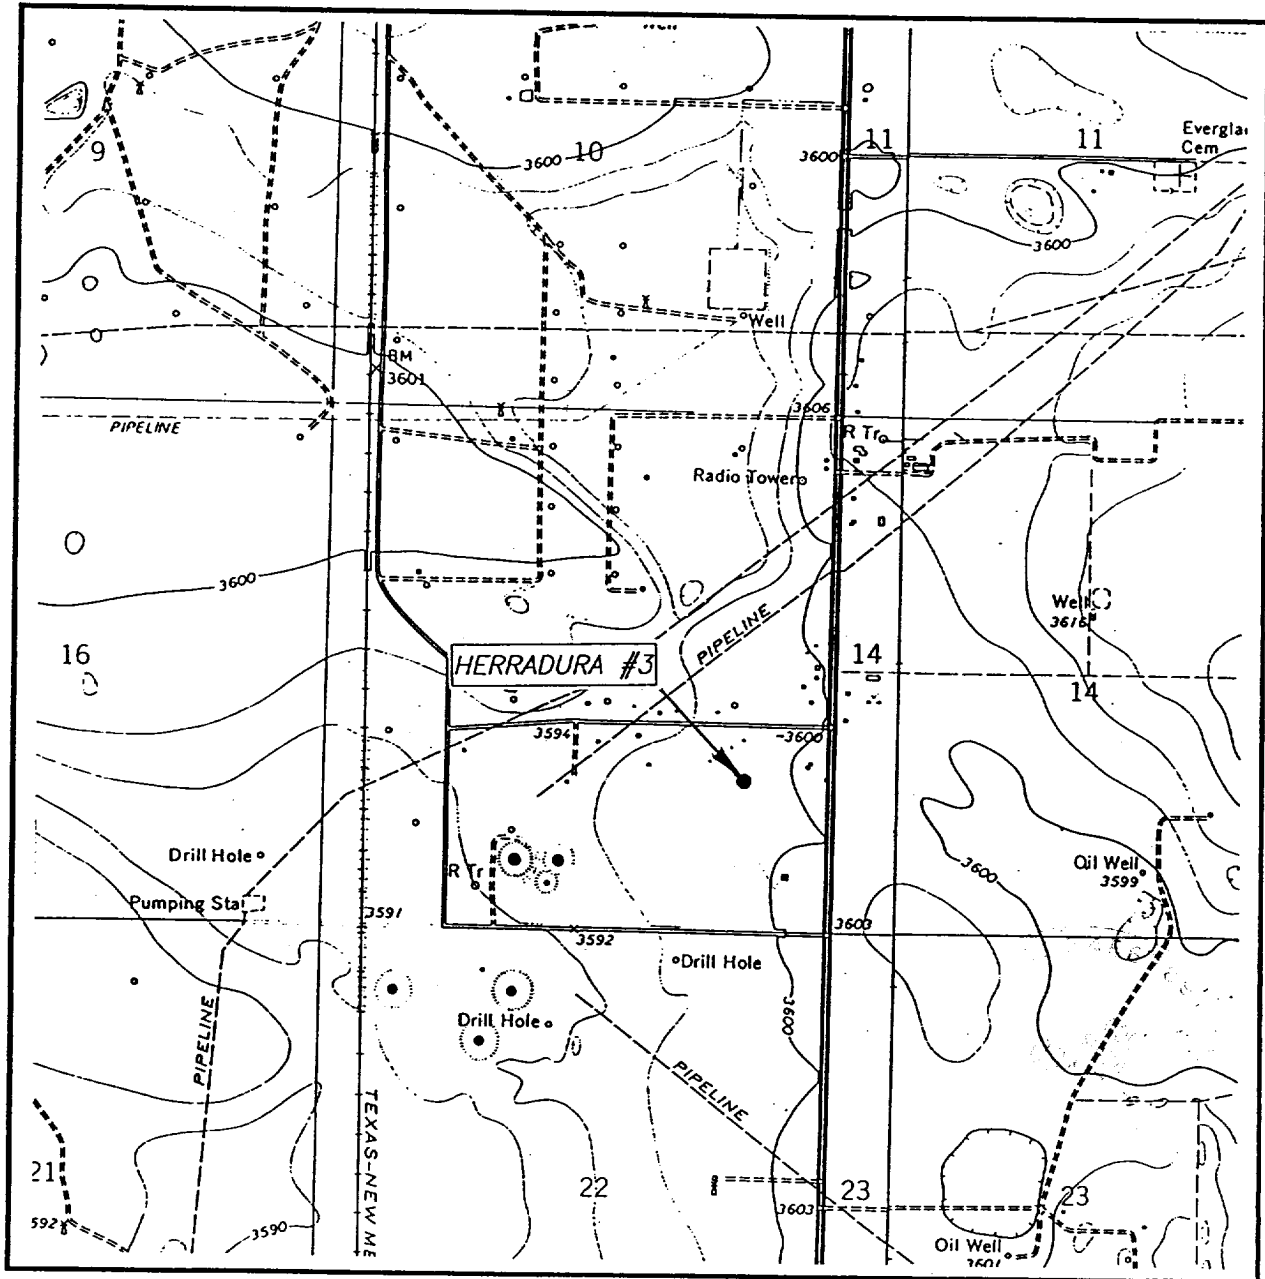 9
3600
10
3600
11
11
Cem
3600
Well
BM
3601
PIPELINE
3606
R Tr
Radio Tower
3600
Well
3616
PIPELINE
16
HERRADURA #3
14
14
3594
3600
3600
Drill Hole
R Tr
Oil Well
3599
Pumping Sta
3591
3592
3603
Drill Hole
3600
Drill Hole
PIPELINE
PIPELINE
TEXAS-NEW ME
21
22
23
23
3592
3590
3603
Oil Well
3601